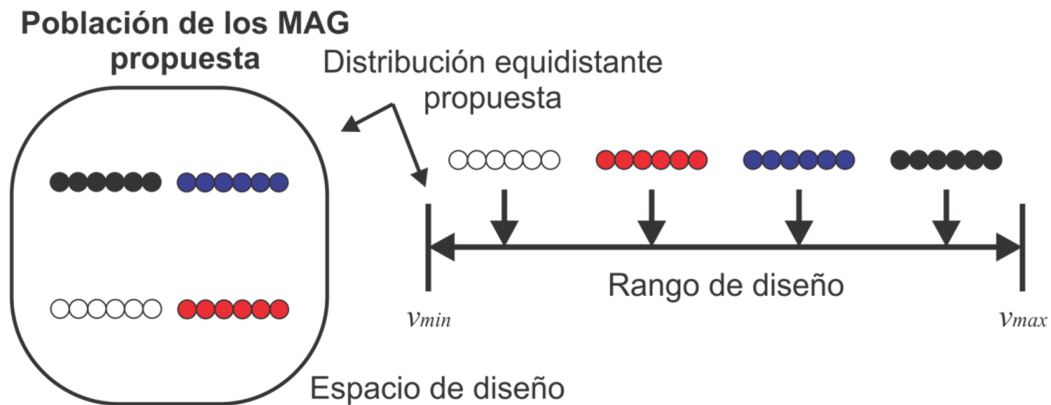 Población de los MAG
propuesta
Distribución equidistante
propuesta
Rango de diseño
vmin
vmax
Espacio de diseño